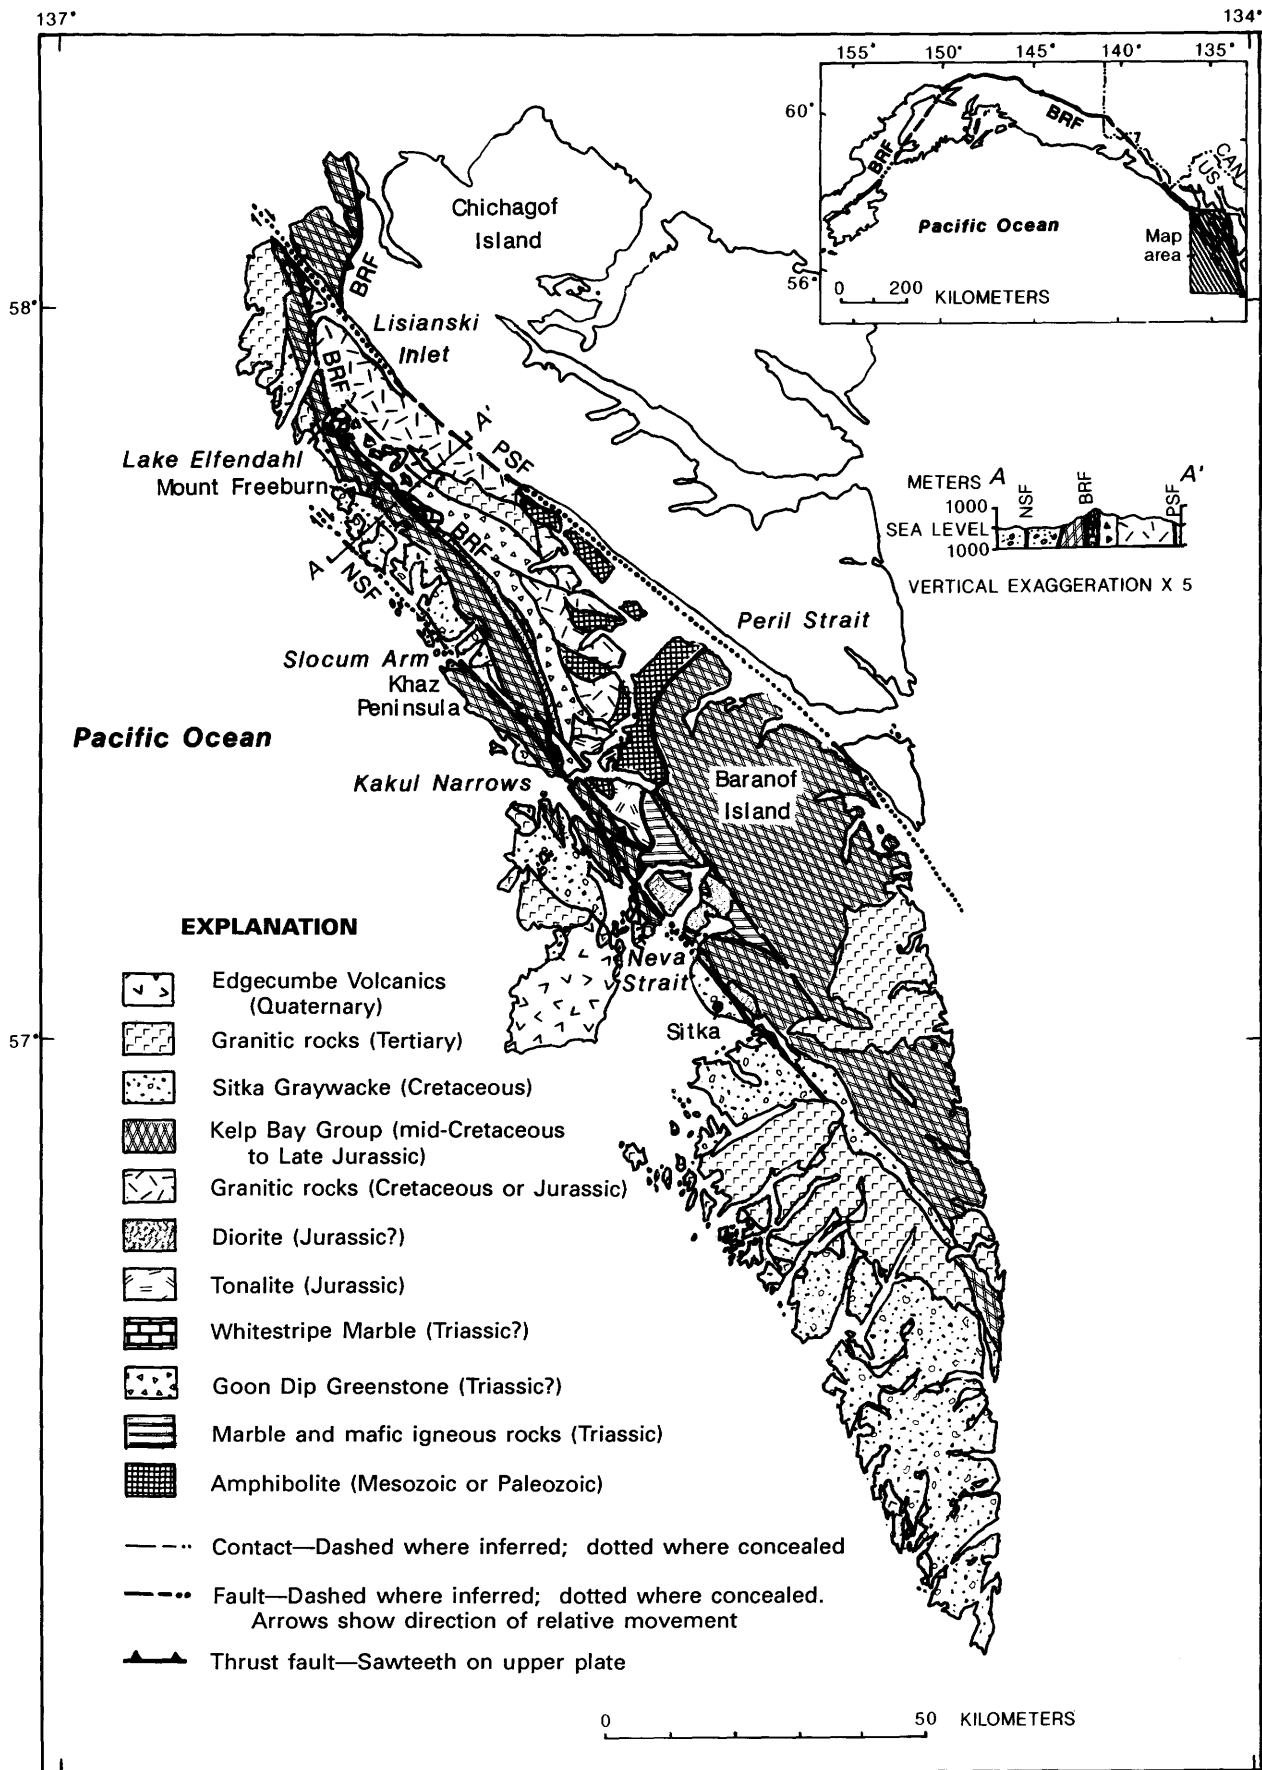 137°
134°
155°
150°
145°
140°
135°
60°
BRF
BRF
CAN
US
Pacific Ocean
Map
area
56°
0 200 KILOMETERS
Chichagof
Island
58°
BRF
Lisianski
Inlet
BRF
A'
PSF
Lake Elfendahl
Mount Freeburn
BRF
A
NSF
METERS A NSF BRF PSF A'
1000
SEA LEVEL
1000
VERTICAL EXAGGERATION X 5
Peril Strait
Slocum Arm
Khaz
Peninsula
Pacific Ocean
Kakul Narrows
Baranof
Island
Neva
Strait
Sitka
57°
EXPLANATION
Edgecumbe Volcanics
(Quaternary)
Granitic rocks (Tertiary)
Sitka Graywacke (Cretaceous)
Kelp Bay Group (mid-Cretaceous
to Late Jurassic)
Granitic rocks (Cretaceous or Jurassic)
Diorite (Jurassic?)
Tonalite (Jurassic)
Whitestripe Marble (Triassic?)
Goon Dip Greenstone (Triassic?)
Marble and mafic igneous rocks (Triassic)
Amphibolite (Mesozoic or Paleozoic)
Contact—Dashed where inferred; dotted where concealed
Fault—Dashed where inferred; dotted where concealed.
Arrows show direction of relative movement
Thrust fault—Sawteeth on upper plate
0 50 KILOMETERS